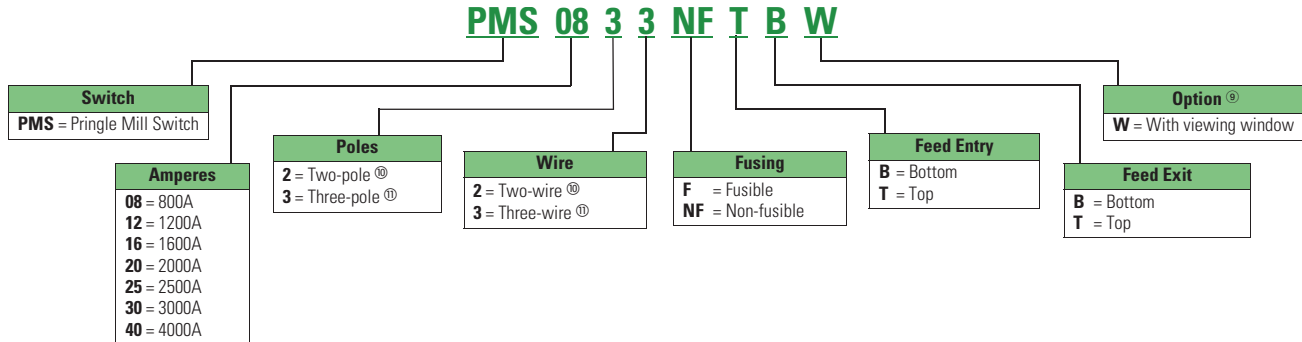 PMS 08 3 3 NF T B W
Switch
PMS = Pringle Mill Switch
Amperes
08 = 800A
12 = 1200A
16 = 1600A
20 = 2000A
25 = 2500A
30 = 3000A
40 = 4000A
Poles
2 = Two-pole ⑩
3 = Three-pole ⑪
Wire
2 = Two-wire ⑩
3 = Three-wire ⑪
Fusing
F = Fusible
NF = Non-fusible
Feed Entry
B = Bottom
T = Top
Feed Exit
B = Bottom
T = Top
Option ⑨
W = With viewing window